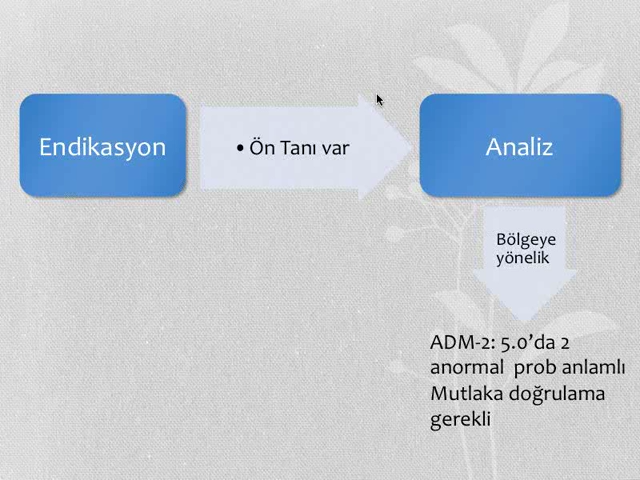 Endikasyon
• Ön Tanı var
Analiz
Bölgeye
yönelik
ADM-2: 5.0’da 2
anormal  prob anlamlı
Mutlaka doğrulama
gerekli